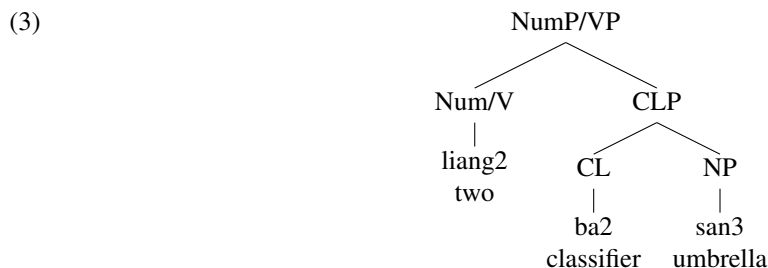 (3) NumP/VP
Num/V CLP
liang2 CL NP
two
ba2 san3
classifier umbrella